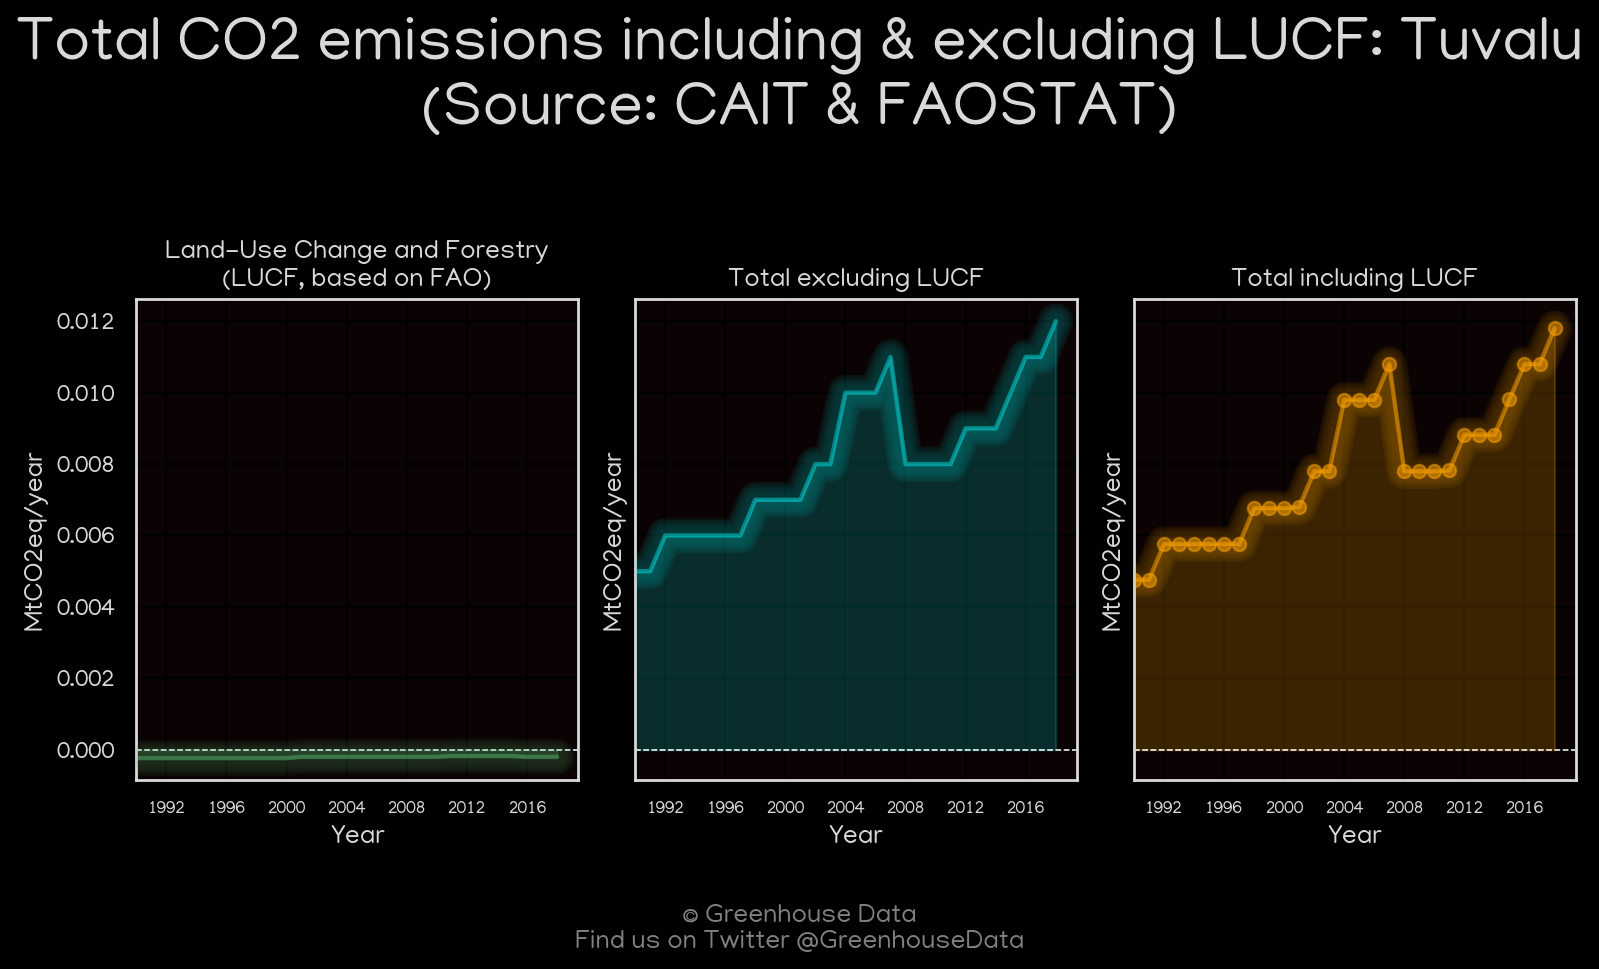 Total CO2 emissions including & excluding LUCF: Tuvalu
(Source: CAIT & FAOSTAT)
Land-Use Change and Forestry
(LUCF, based on FAO)
Total excluding LUCF
Total including LUCF
0.012
0.010
0.008
0.006
0.004
0.002
0.000
MtCO2eq/year
MtCO2eq/year
MtCO2eq/year
1992 1996 2000 2004 2008 2012 2016
1992 1996 2000 2004 2008 2012 2016
1992 1996 2000 2004 2008 2012 2016
Year
Year
Year
© Greenhouse Data
Find us on Twitter @GreenhouseData